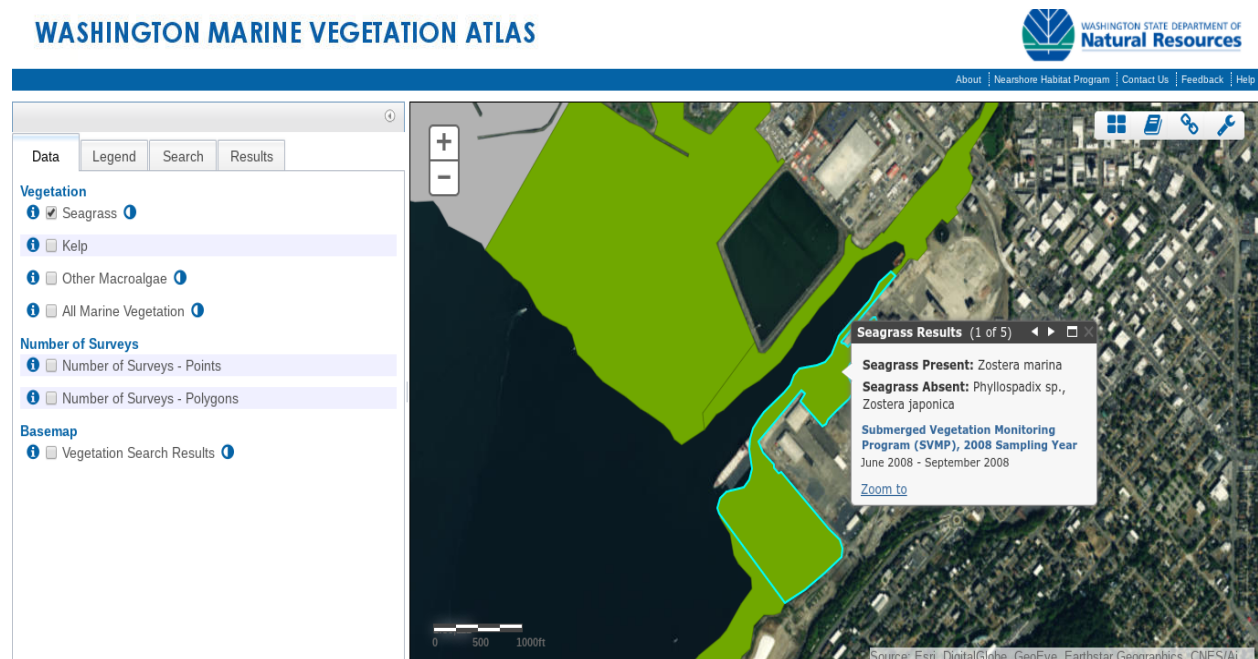 WASHINGTON MARINE VEGETATION ATLAS
WASHINGTON STATE DEPARTMENT OF
Natural Resources
About
Nearshore Habitat Program
Contact Us
Feedback
Help
Data
Legend
Search
Results
Vegetation
Seagrass
Kelp
Other Macroalgae
All Marine Vegetation
Number of Surveys
Number of Surveys - Points
Number of Surveys - Polygons
Basemap
Vegetation Search Results
+
−
Seagrass Results (1 of 5)
Seagrass Present: Zostera marina
Seagrass Absent: Phyllospadix sp.,
Zostera japonica
Submerged Vegetation Monitoring
Program (SVMP), 2008 Sampling Year
June 2008 - September 2008
Zoom to
0 500 1000ft
Source: Esri, DigitalGlobe, GeoEye, Earthstar Geographics, CNES/Ai